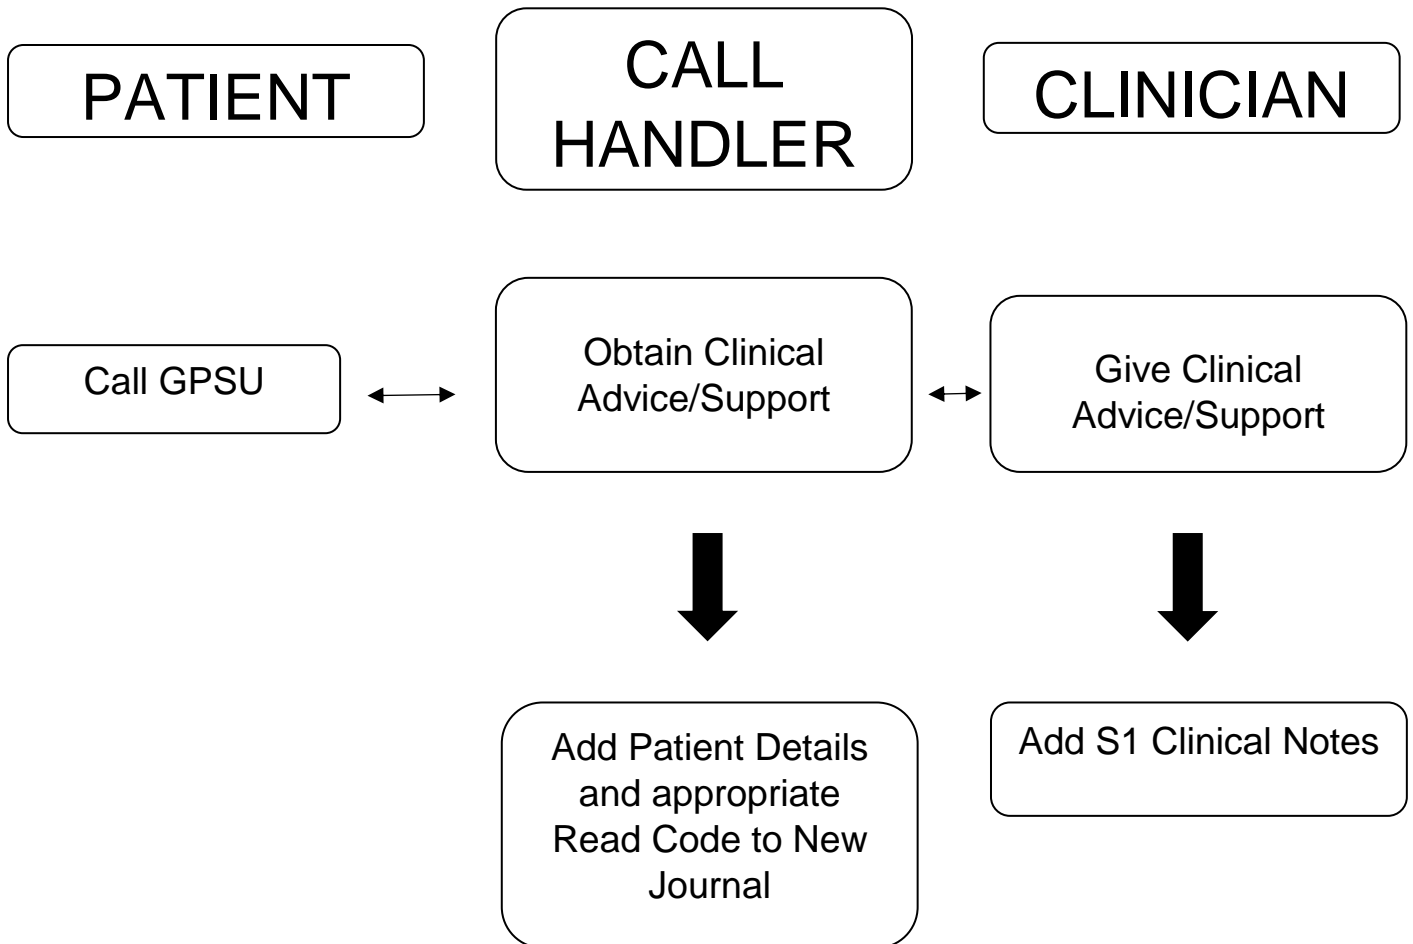 PATIENT
CALL
HANDLER
CLINICIAN
Call GPSU
Obtain Clinical
Advice/Support
Give Clinical
Advice/Support
Add Patient Details
and appropriate
Read Code to New
Journal
Add S1 Clinical Notes